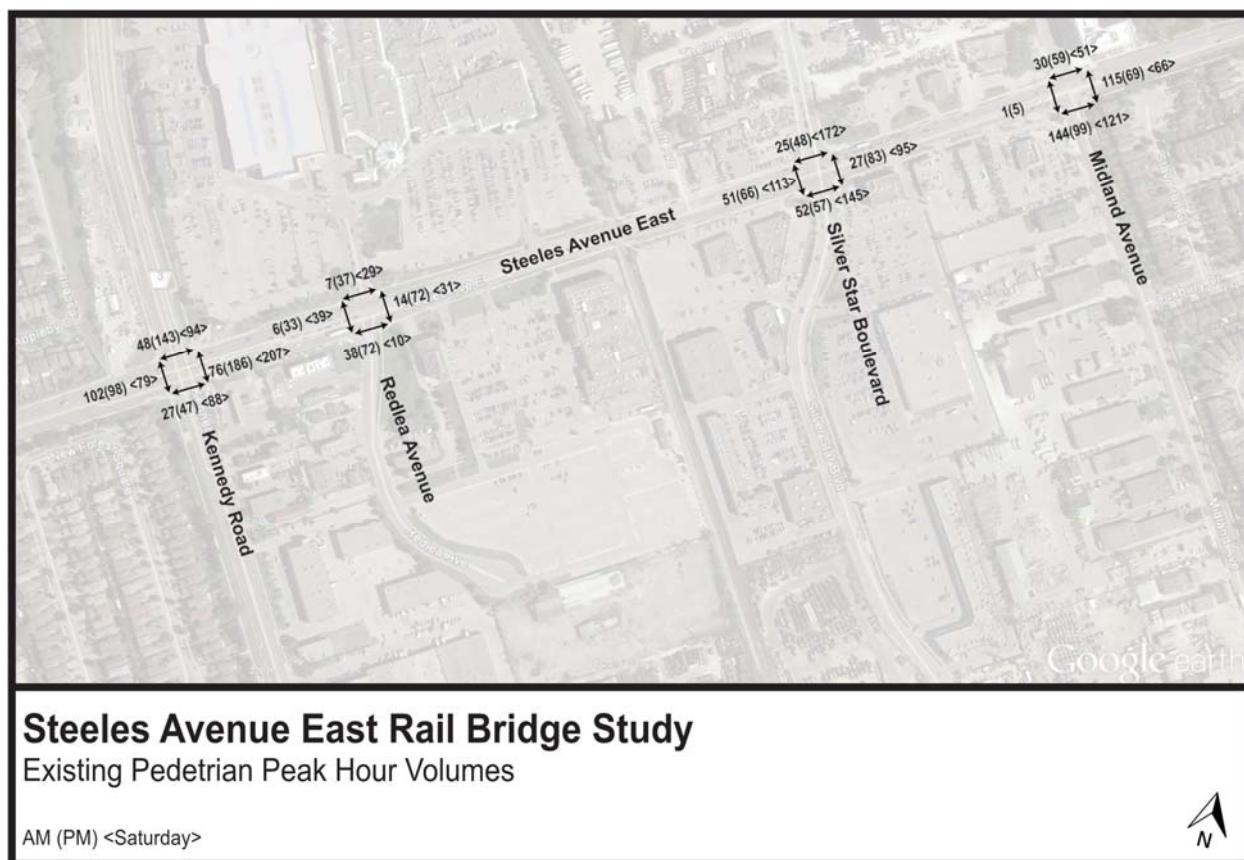 30(59)<51>
115(69) <66>
1(5)
144(99) <121>
25(48)<172>
27(83) <95>
51(66) <113>
52(57) <145>
Midland Avenue
Steeles Avenue East
Silver Star Boulevard
7(37)<29>
14(72) <31>
6(33) <39>
38(72) <10>
48(143)<94>
76(186) <207>
102(98) <79>
27(47) <88>
Redlea Avenue
Kennedy Road
Redlea Ave
Google earth
Steeles Avenue East Rail Bridge Study
Existing Pedetrian Peak Hour Volumes
AM (PM) <Saturday>
N